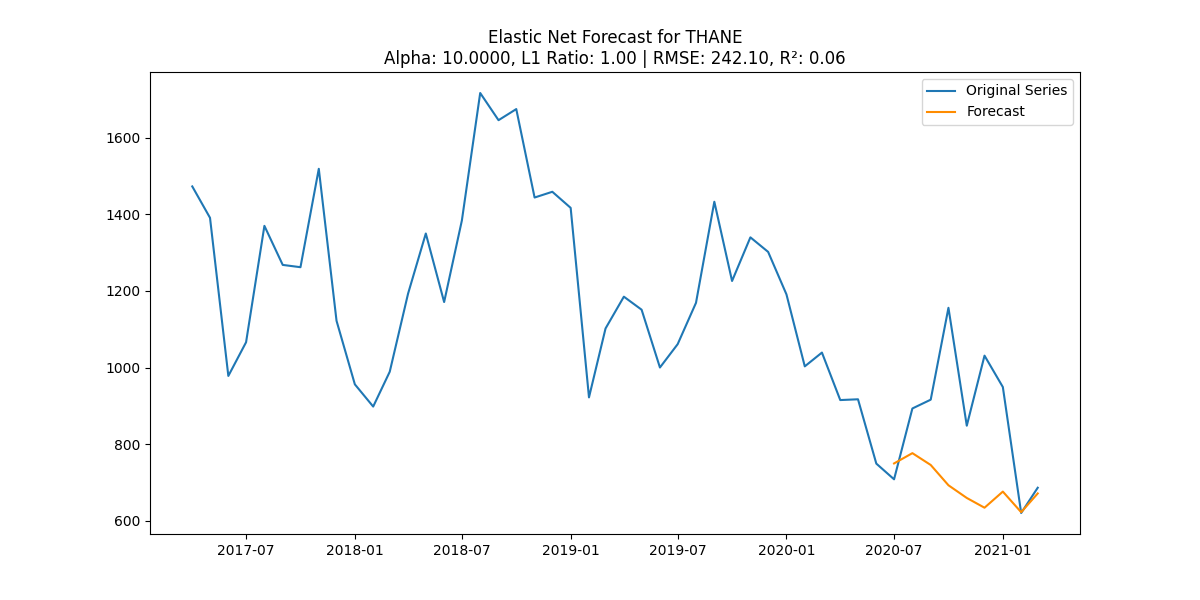 Elastic Net Forecast for THANE
Alpha: 10.0000, L1 Ratio: 1.00 | RMSE: 242.10, R²: 0.06
Original Series
Forecast
1600
1400
1200
1000
800
600
2017-07 2018-01 2018-07 2019-01 2019-07 2020-01 2020-07 2021-01